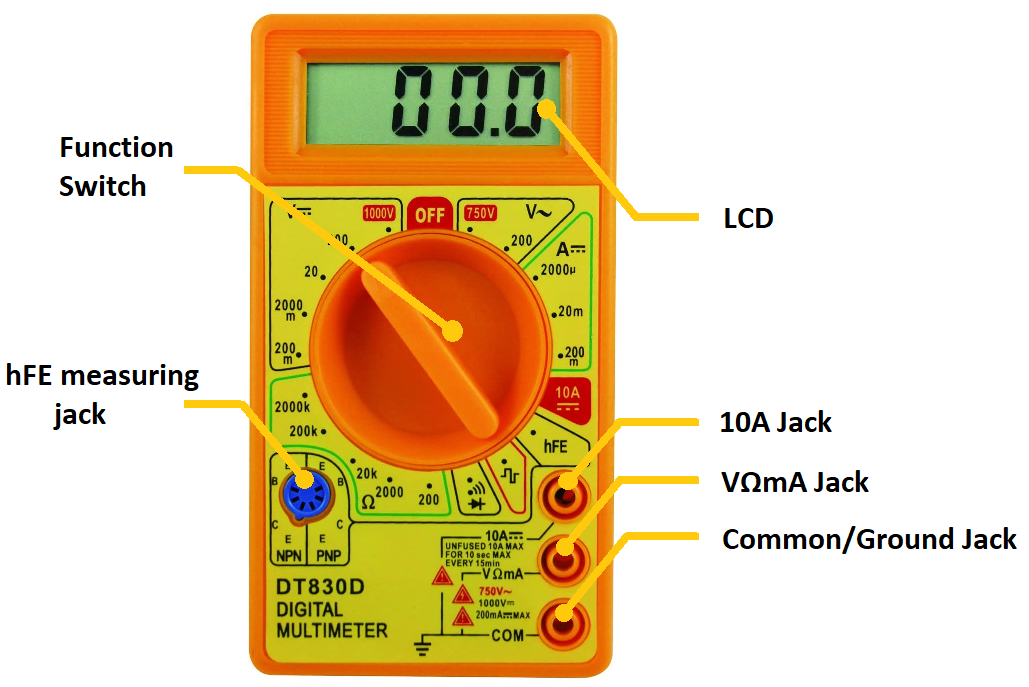 00.0
Function
Switch
LCD
V⎓
1000V
OFF
750V
V~
200
A⎓
2000µ
20
20m
2000
m
200
m
200
m
hFE measuring
jack
10A
2000k
200k
hFE
10A Jack
20k
2000
200
Ω
VΩmA Jack
E
E
B
B
C
C
E
E
NPN
PNP
10A⎓
UNFUSED 10A MAX
FOR 10 sec MAX
EVERY 15min
VΩmA
750V~
1000V⎓
200mA⎓MAX
COM
Common/Ground Jack
DT830D
DIGITAL
MULTIMETER